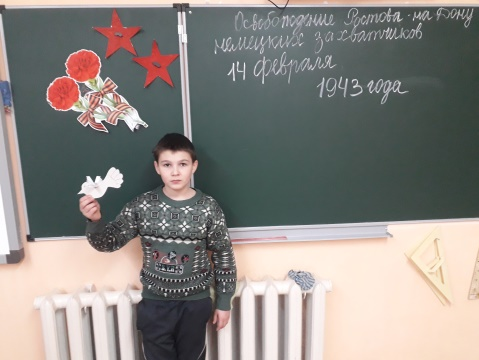 Освобождение Ростова-на Дону
немецких захватчиков
14 февраля
1943 года